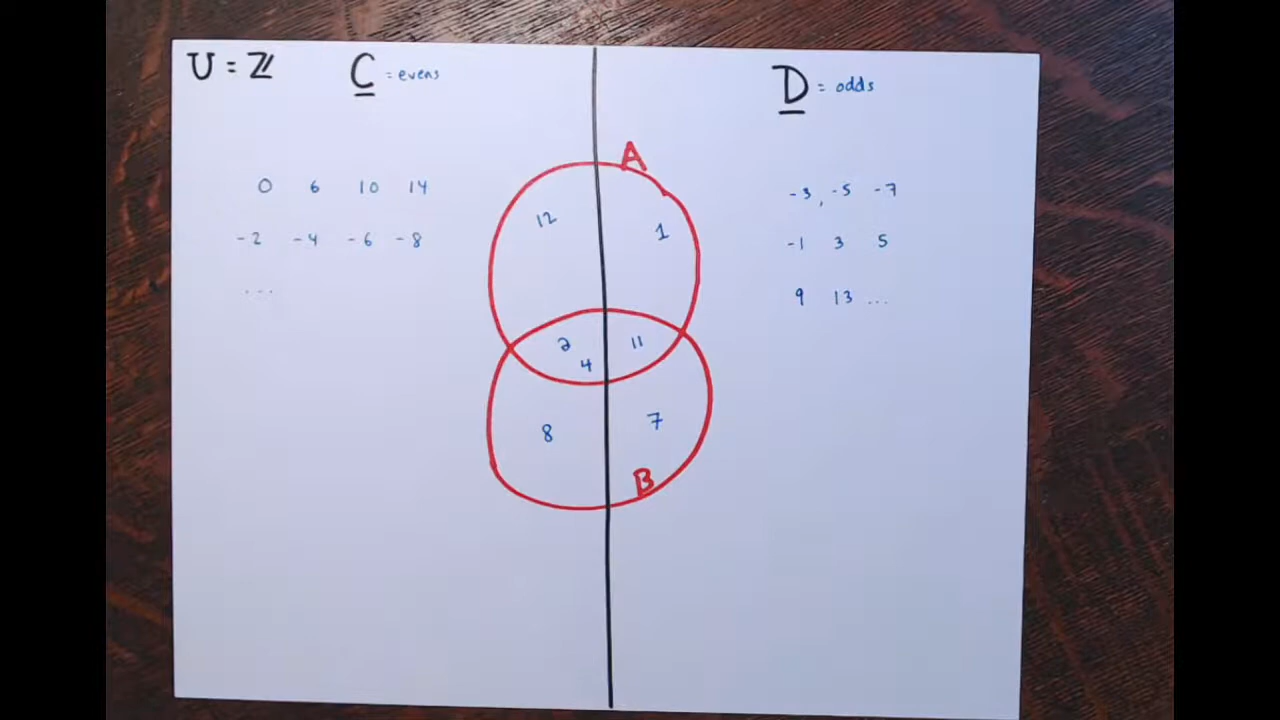 U = ℤ
C = evens
D = odds
A
0 6 10 14
-2 -4 -6 -8
...
12 1
2 11
4
8 7
B
-3, -5 -7
-1 3 5
9 13 ...